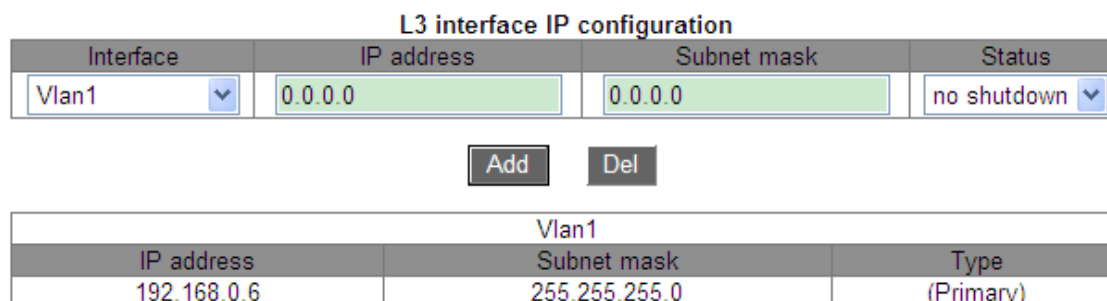 L3 interface IP configuration
Interface IP address Subnet mask Status
Vlan1 0.0.0.0 0.0.0.0 no shutdown
Add Del
Vlan1
IP address Subnet mask Type
192.168.0.6 255.255.255.0 (Primary)